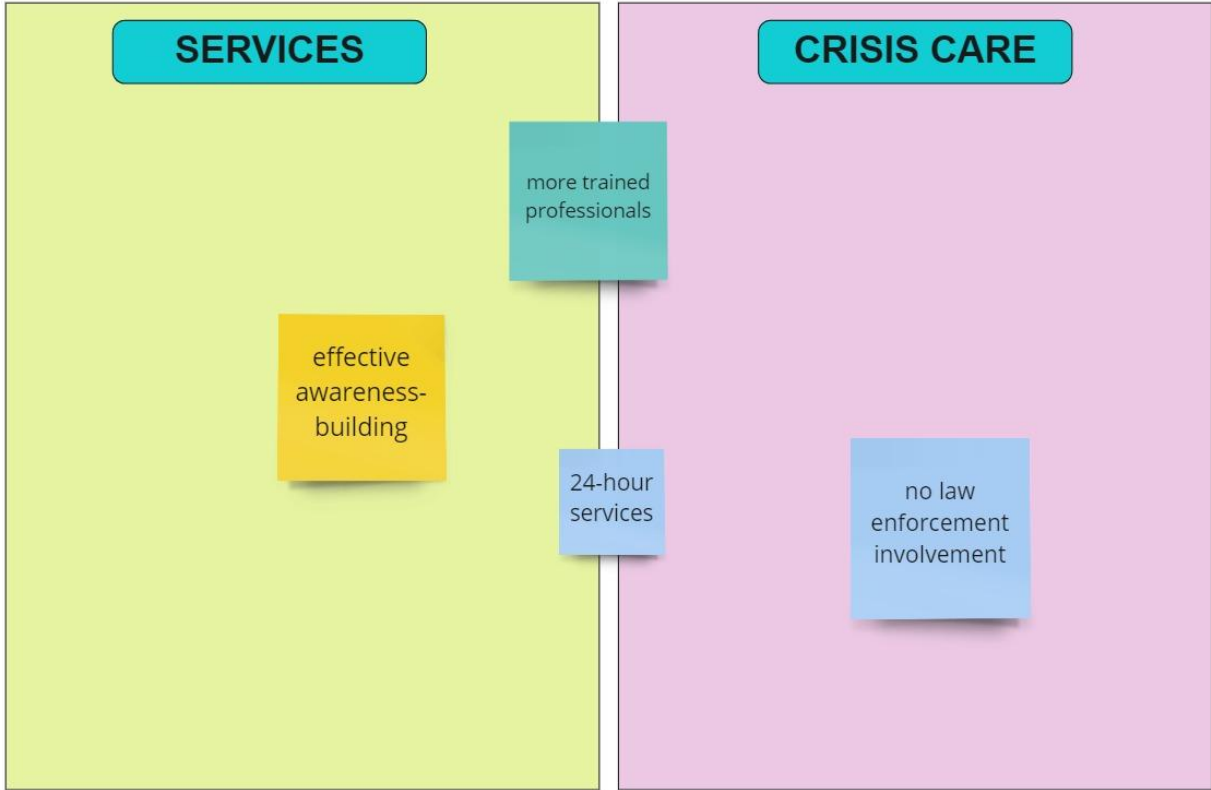 SERVICES
CRISIS CARE
more trained
professionals
effective
awareness-
building
24-hour
services
no law
enforcement
involvement